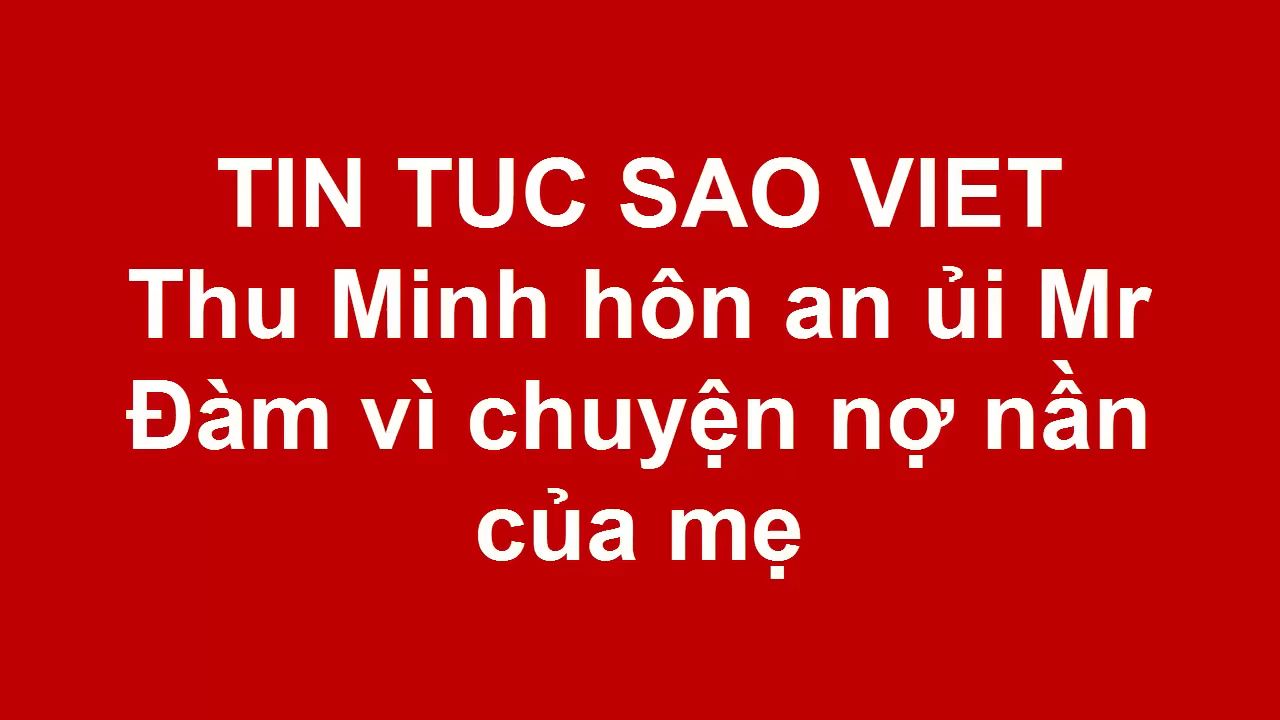 TIN TUC SAO VIET
Thu Minh hôn an ủi Mr
Đàm vì chuyện nợ nần
của mẹ